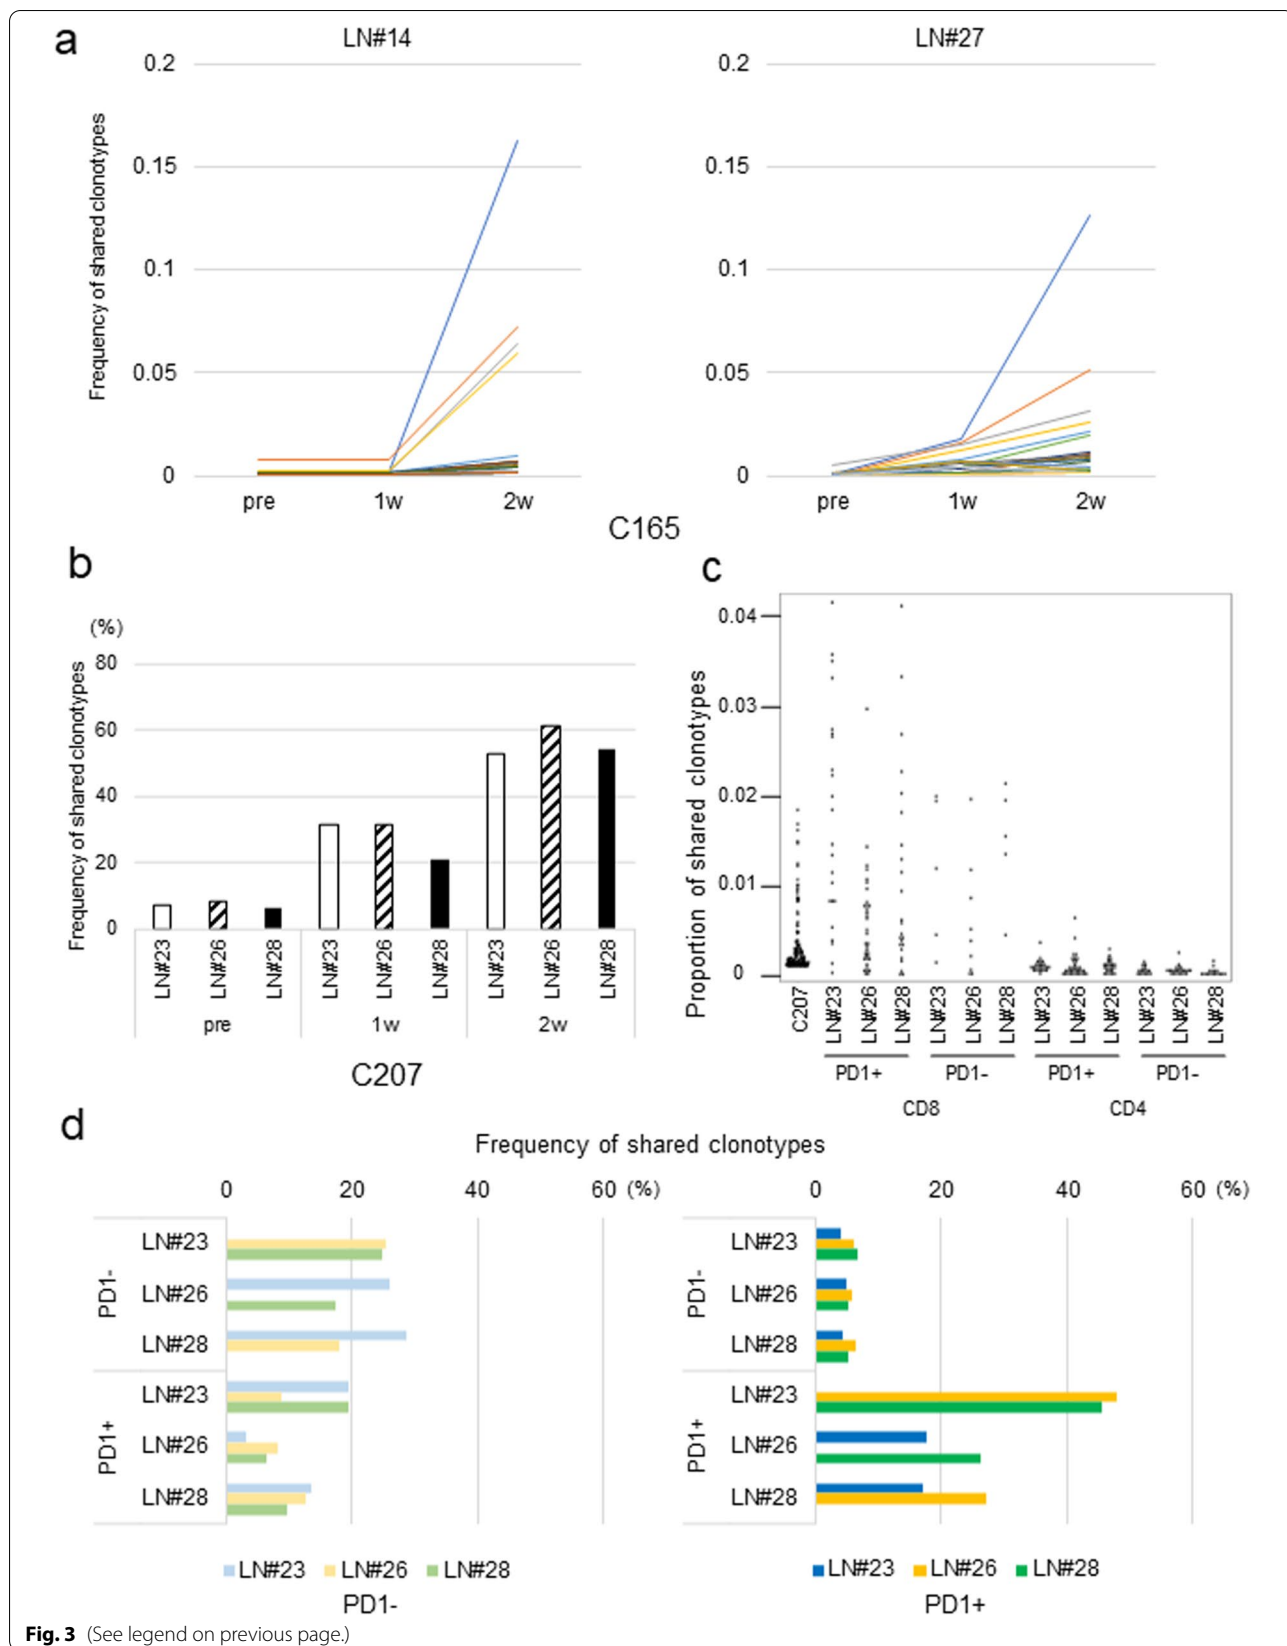 a
LN#14
LN#27
Frequency of shared clonotypes
0.2
0.15
0.1
0.05
0
pre
1w
2w
0.2
0.15
0.1
0.05
0
pre
1w
2w
C165
b
(%)
Frequency of shared clonotypes
80
60
40
20
0
LN#23
LN#26
LN#28
LN#23
LN#26
LN#28
LN#23
LN#26
LN#28
pre
1w
2w
C207
c
Proportion of shared clonotypes
0.04
0.03
0.02
0.01
0
C207
LN#23
LN#26
LN#28
LN#23
LN#26
LN#28
LN#23
LN#26
LN#28
LN#23
LN#26
LN#28
PD1+
PD1-
PD1+
PD1-
CD8
CD4
d
Frequency of shared clonotypes
0 20 40 60 (%)
PD1-
LN#23
LN#26
LN#28
PD1+
LN#23
LN#26
LN#28
LN#23 LN#26 LN#28
PD1-
0 20 40 60 (%)
PD1-
LN#23
LN#26
LN#28
PD1+
LN#23
LN#26
LN#28
LN#23 LN#26 LN#28
PD1+
Fig. 3 (See legend on previous page.)